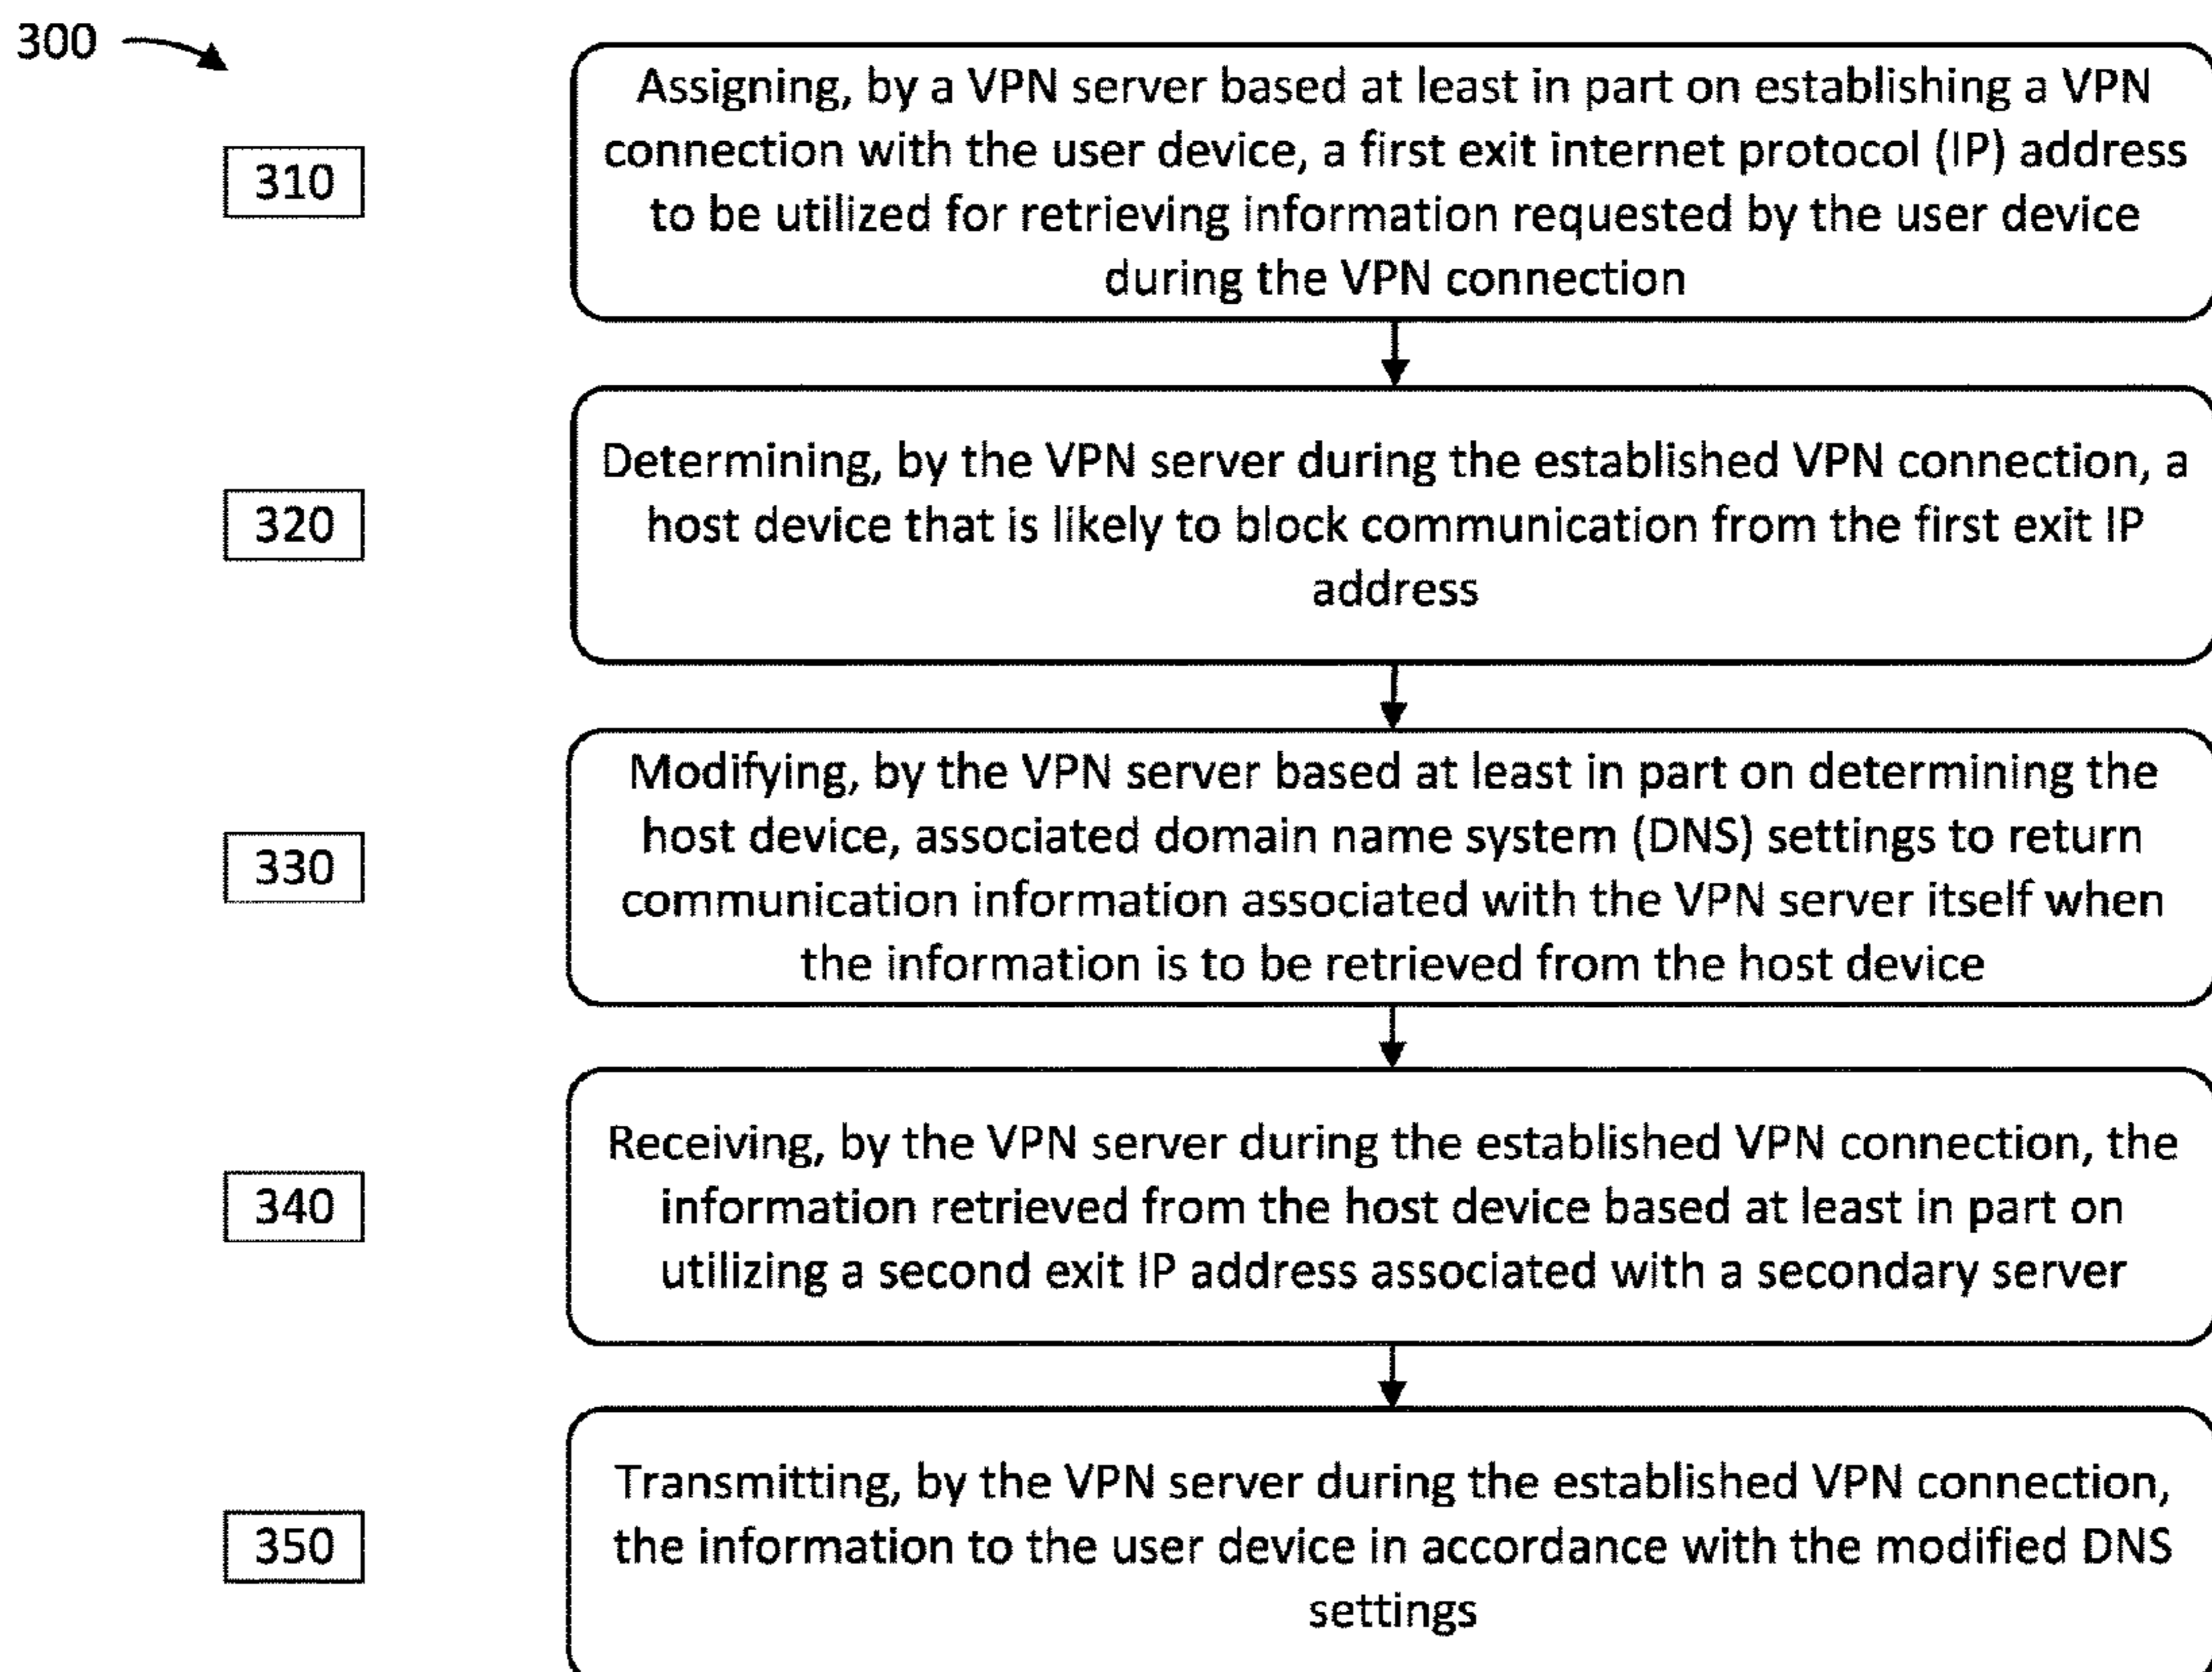 300
310
Assigning, by a VPN server based at least in part on establishing a VPN
connection with the user device, a first exit internet protocol (IP) address
to be utilized for retrieving information requested by the user device
during the VPN connection
320
Determining, by the VPN server during the established VPN connection, a
host device that is likely to block communication from the first exit IP
address
330
Modifying, by the VPN server based at least in part on determining the
host device, associated domain name system (DNS) settings to return
communication information associated with the VPN server itself when
the information is to be retrieved from the host device
340
Receiving, by the VPN server during the established VPN connection, the
information retrieved from the host device based at least in part on
utilizing a second exit IP address associated with a secondary server
350
Transmitting, by the VPN server during the established VPN connection,
the information to the user device in accordance with the modified DNS
settings